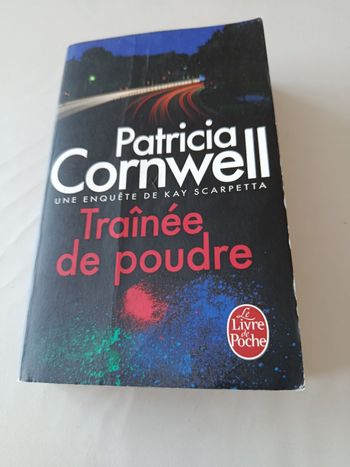 Patricia
Cornwell
UNE ENQUÊTE DE KAY SCARPETTA
Traînée
de poudre
Le
Livre
de
Poche